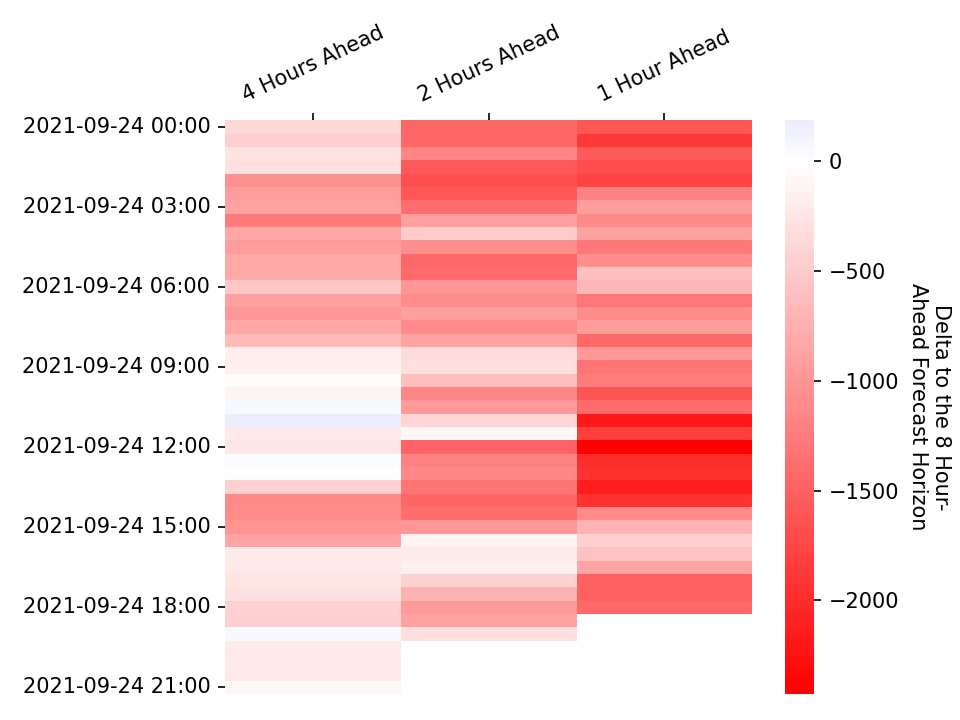 4 Hours Ahead
2 Hours Ahead
1 Hour Ahead
2021-09-24 00:00
2021-09-24 03:00
2021-09-24 06:00
2021-09-24 09:00
2021-09-24 12:00
2021-09-24 15:00
2021-09-24 18:00
2021-09-24 21:00
0
−500
−1000
−1500
−2000
Delta to the 8 Hour-
Ahead Forecast Horizon